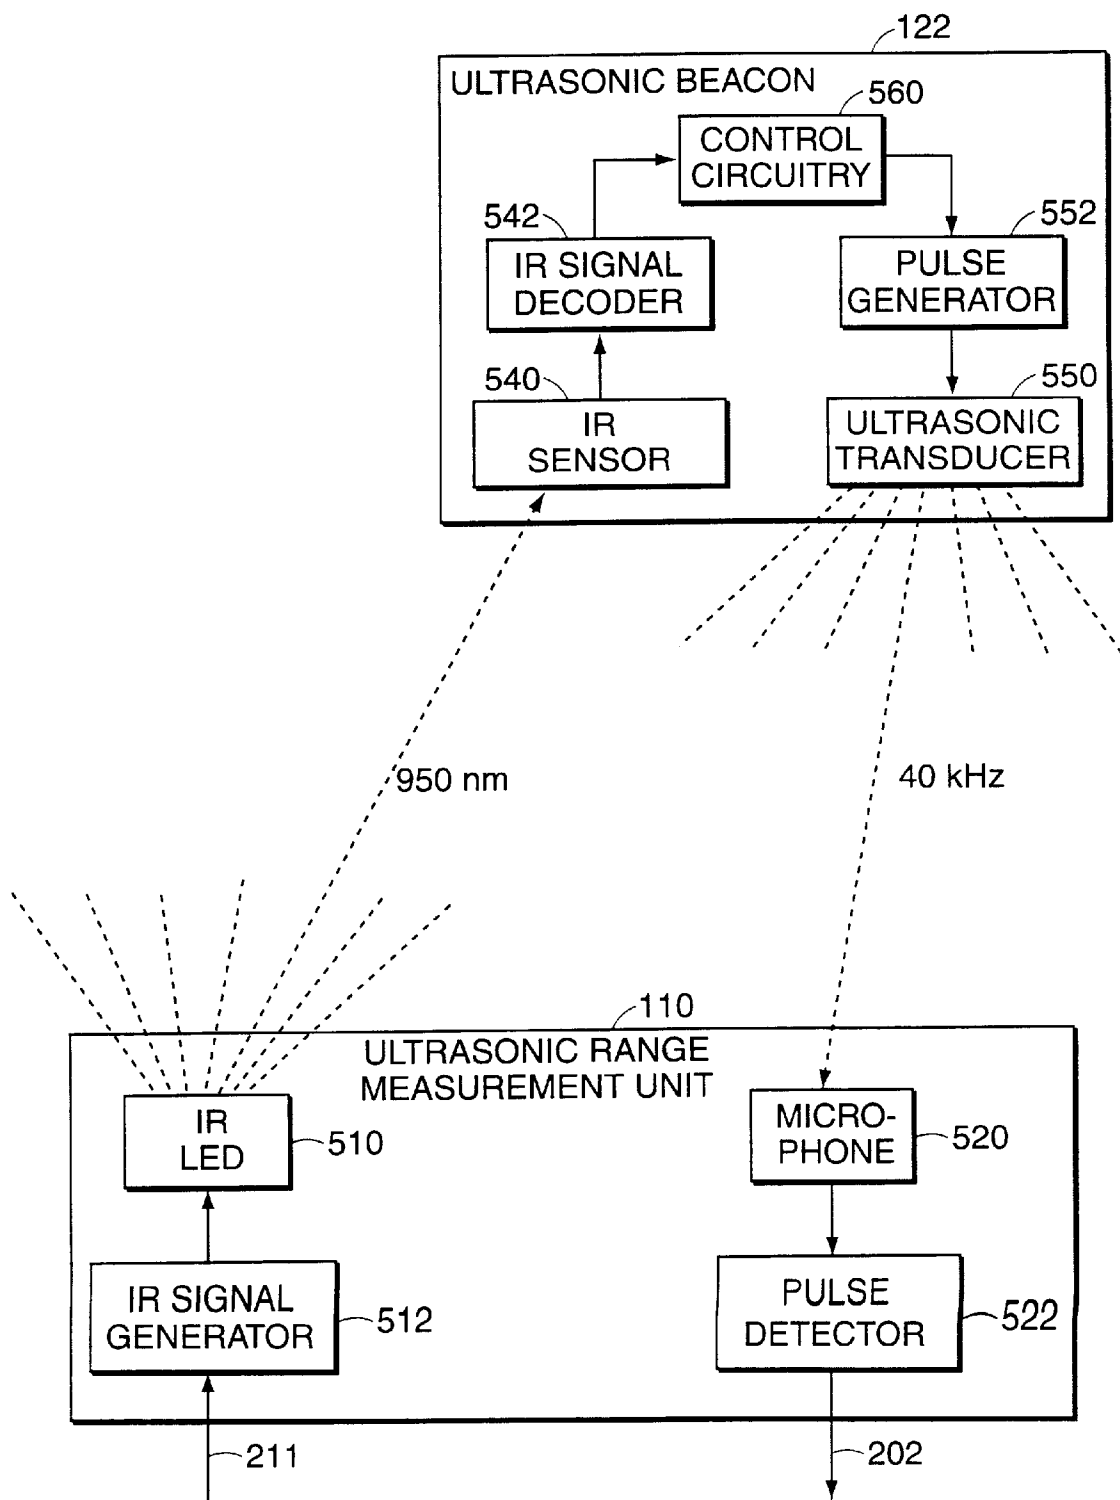 122
ULTRASONIC BEACON
560
CONTROL
CIRCUITRY
542
IR SIGNAL
DECODER
552
PULSE
GENERATOR
540
IR
SENSOR
550
ULTRASONIC
TRANSDUCER
950 nm
40 kHz
110
ULTRASONIC RANGE
MEASUREMENT UNIT
IR
LED
510
MICRO-
PHONE
520
IR SIGNAL
GENERATOR
512
PULSE
DETECTOR
522
211
202